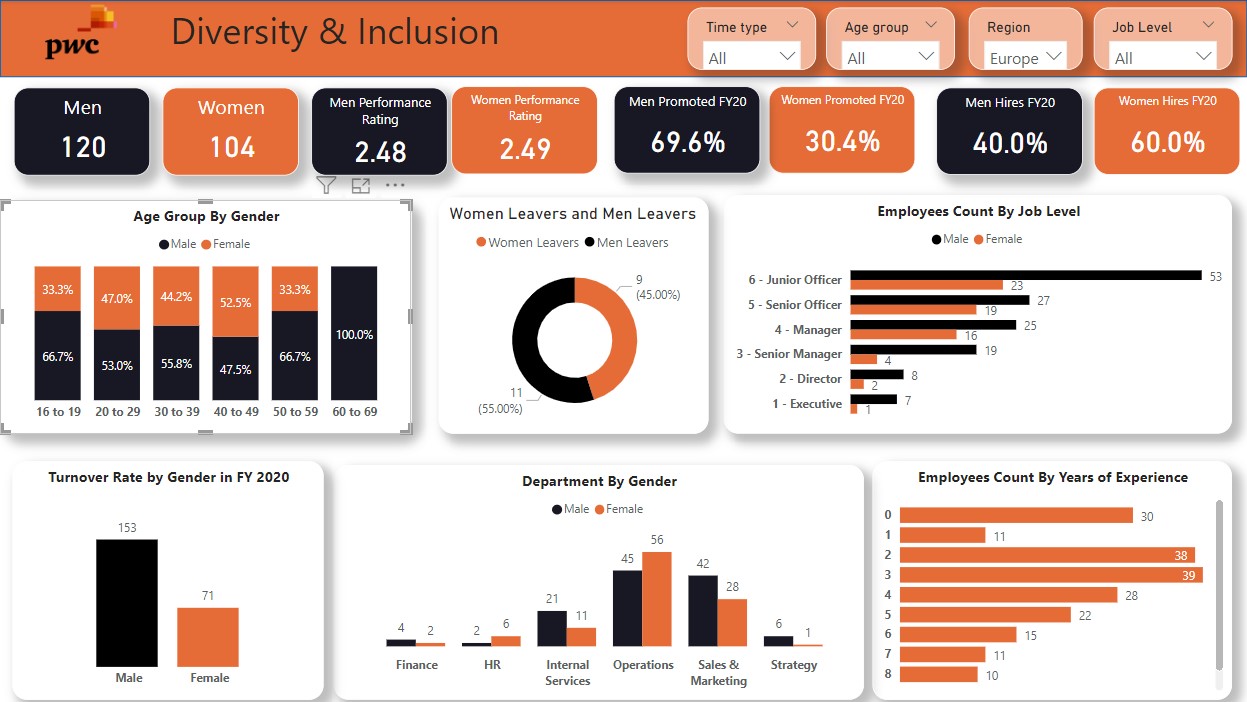 pwc
Diversity & Inclusion
Time type
All
Age group
All
Region
Europe
Job Level
All
Men
120
Women
104
Men Performance
Rating
2.48
Women Performance
Rating
2.49
Men Promoted FY20
69.6%
Women Promoted FY20
30.4%
Men Hires FY20
40.0%
Women Hires FY20
60.0%
Age Group By Gender
Male Female
33.3% 47.0% 44.2% 52.5% 33.3%
66.7% 53.0% 55.8% 47.5% 66.7% 100.0%
16 to 19 20 to 29 30 to 39 40 to 49 50 to 59 60 to 69
Women Leavers and Men Leavers
Women Leavers Men Leavers
9
(45.00%)
11
(55.00%)
Employees Count By Job Level
Male Female
6 - Junior Officer 53
23
5 - Senior Officer 27
19
4 - Manager 25
16
3 - Senior Manager 19
4
2 - Director 8
2
1 - Executive 7
1
Turnover Rate by Gender in FY 2020
153
71
Male Female
Department By Gender
Male Female
4 2 2 6 21 11 45 56 42 28 6 1
Finance HR Internal Operations Sales & Strategy
Services Marketing
Employees Count By Years of Experience
0 30
1 11
2 38
3 39
4 28
5 22
6 15
7 11
8 10